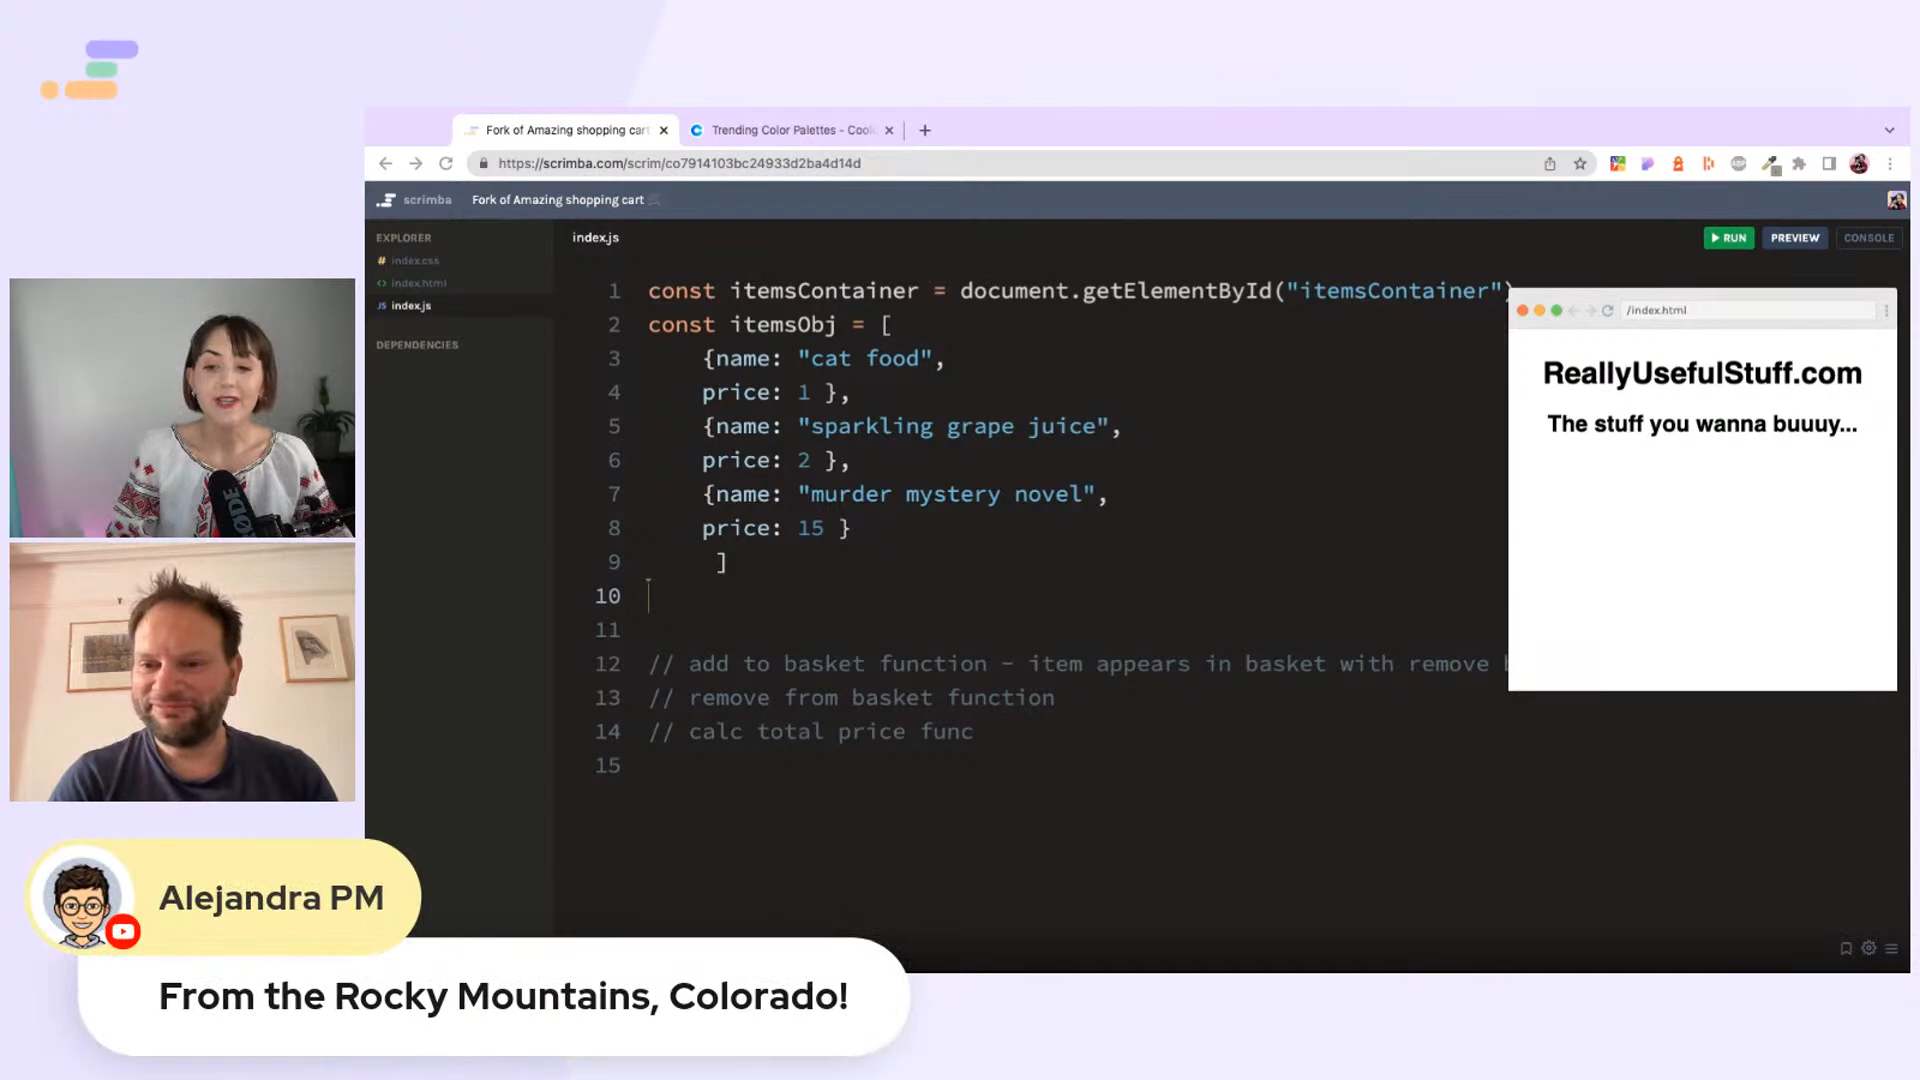 Fork of Amazing shopping cart
Trending Color Palettes - Cool
https://scrimba.com/scrim/co7914103bc24933d2ba4d14d
scrimba
Fork of Amazing shopping cart
EXPLORER
index.css
index.html
JS index.js
DEPENDENCIES
index.js
RUN
PREVIEW
CONSOLE
1 const itemsContainer = document.getElementById("itemsContainer")
2 const itemsObj = [
3 {name: "cat food",
4 price: 1 },
5 {name: "sparkling grape juice",
6 price: 2 },
7 {name: "murder mystery novel",
8 price: 15 }
9 ]
10
11
12 // add to basket function - item appears in basket with remove
13 // remove from basket function
14 // calc total price func
15
/index.html
ReallyUsefulStuff.com
The stuff you wanna buuuy...
RØDE
Alejandra PM
From the Rocky Mountains, Colorado!